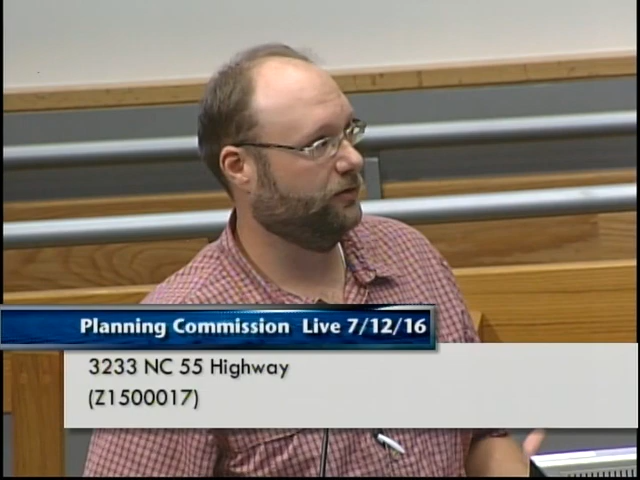 Planning Commission Live 7/12/16
3233 NC 55 Highway
(Z1500017)